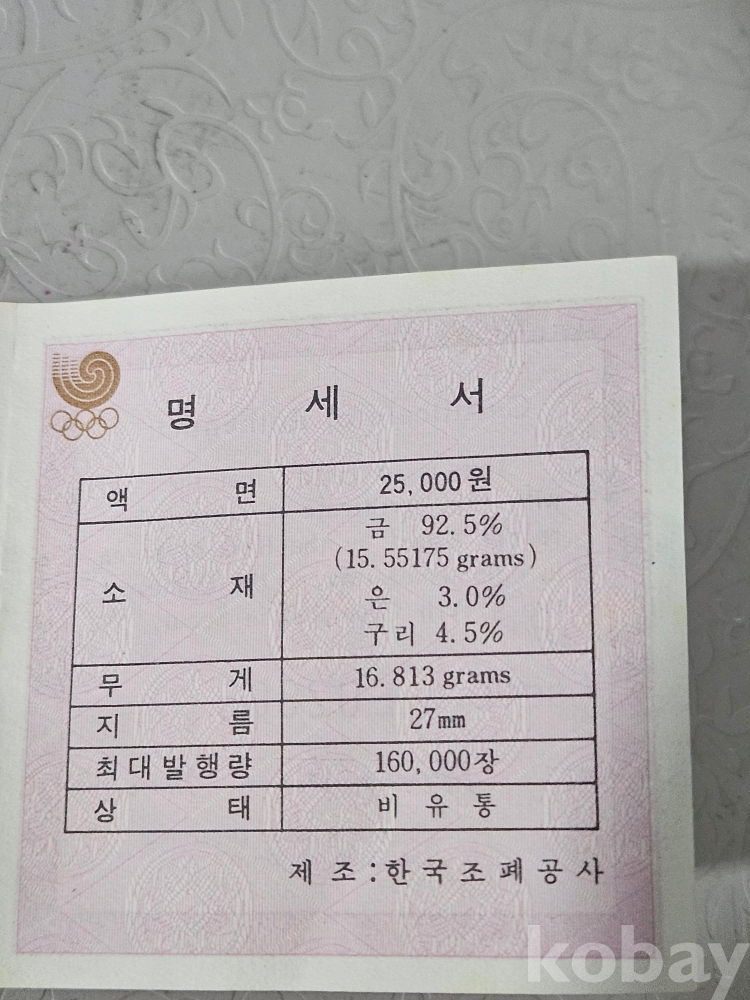 명 세 서
액 면 25,000원
소 재 금 92.5%
(15.55175 grams)
은 3.0%
구리 4.5%
무 게 16.813 grams
지 름 27mm
최대발행량 160,000장
상 태 비 유 통
제 조 : 한국조폐공사
kobay